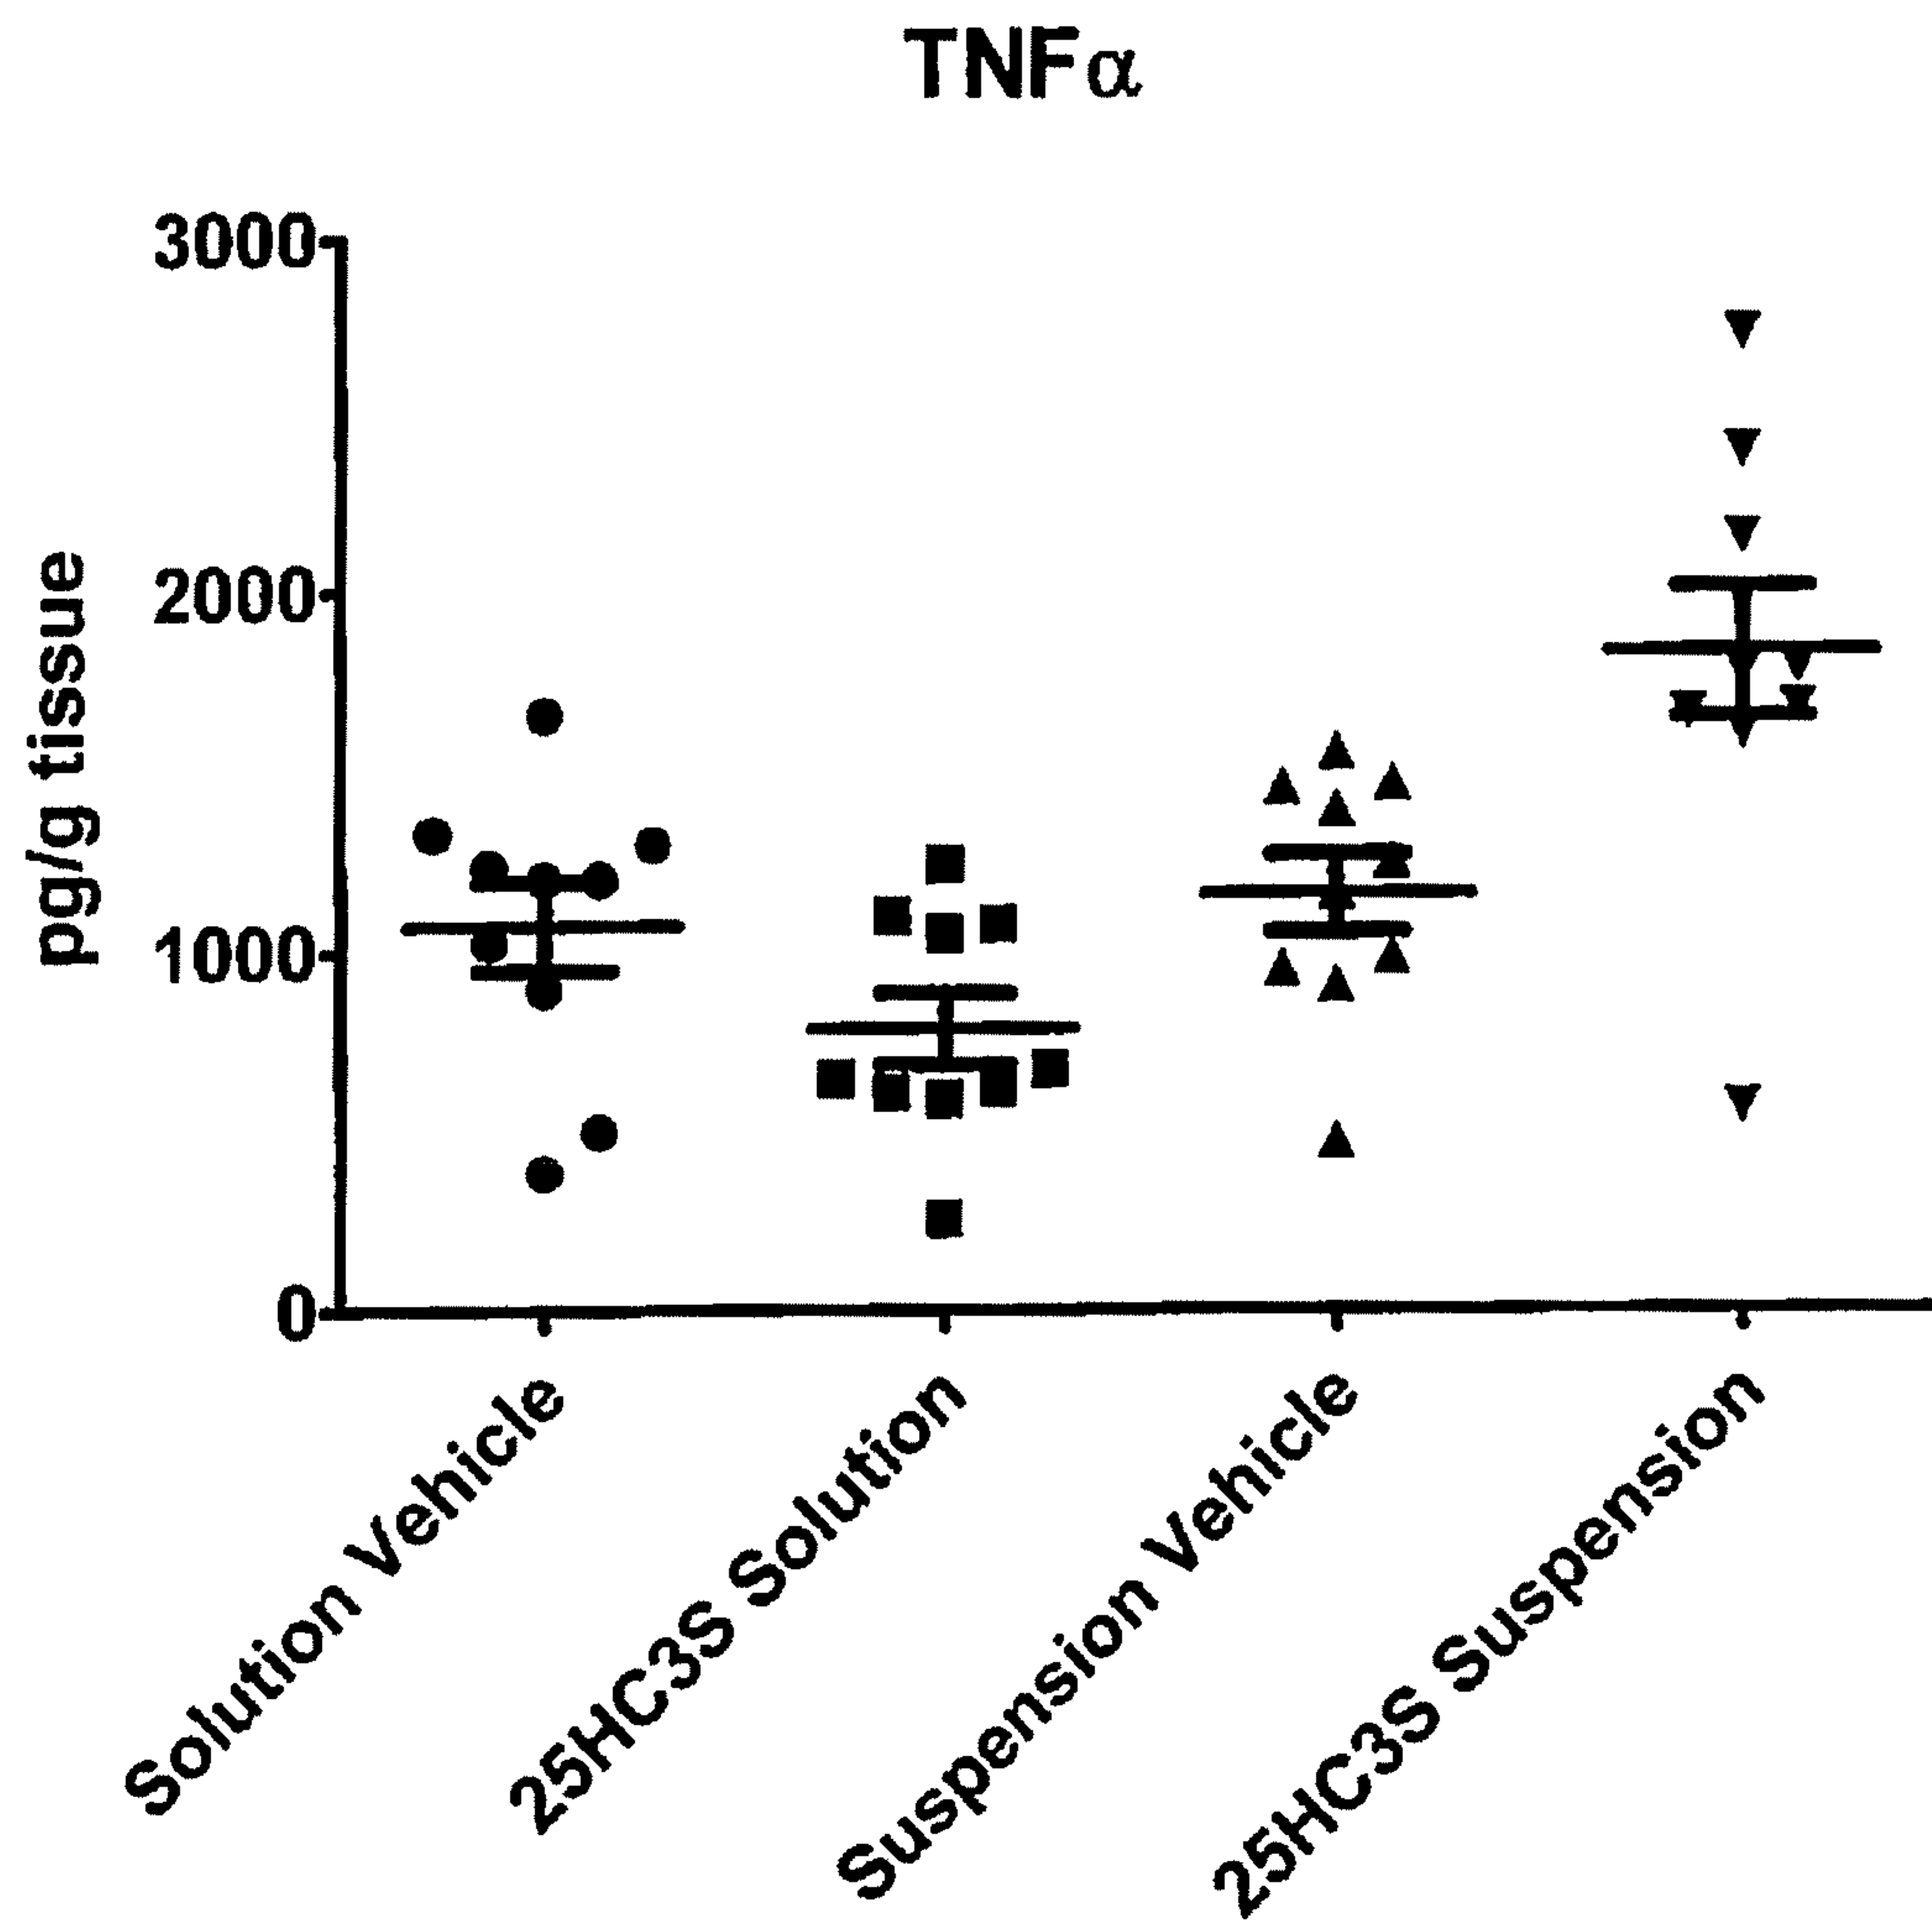 TNFα
pg/g tissue
3000
2000
1000
0
Solution Vehicle
25HC3S Solution
Suspension Vehicle
25HC3S Suspension